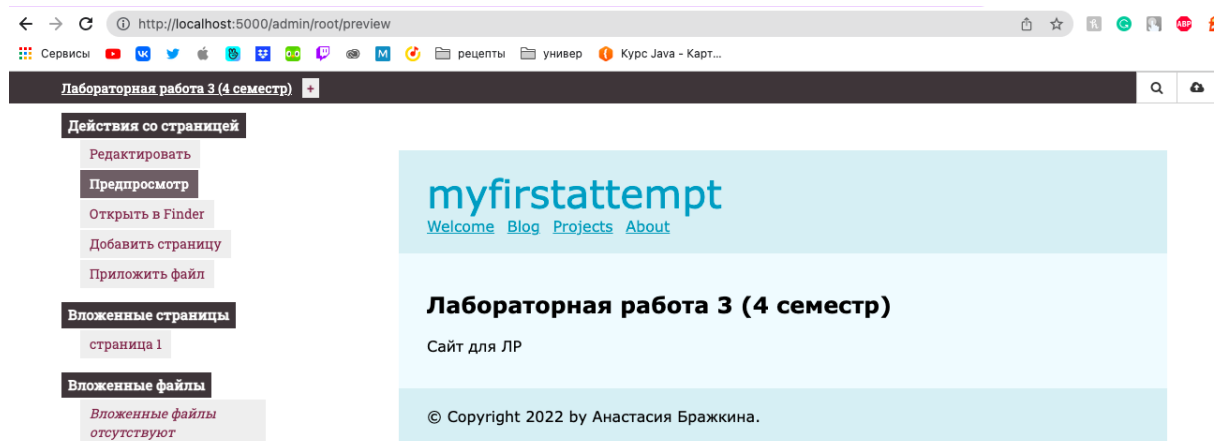 http://localhost:5000/admin/root/preview
Сервисы рецепты универ Курс Java - Карт...
Лабораторная работа 3 (4 семестр) +
Действия со страницей
Редактировать
Предпросмотр
Открыть в Finder
Добавить страницу
Приложить файл
Вложенные страницы
страница 1
Вложенные файлы
Вложенные файлы
отсутствуют
myfirstattempt
Welcome Blog Projects About
Лабораторная работа 3 (4 семестр)
Сайт для ЛР
© Copyright 2022 by Анастасия Бражкина.